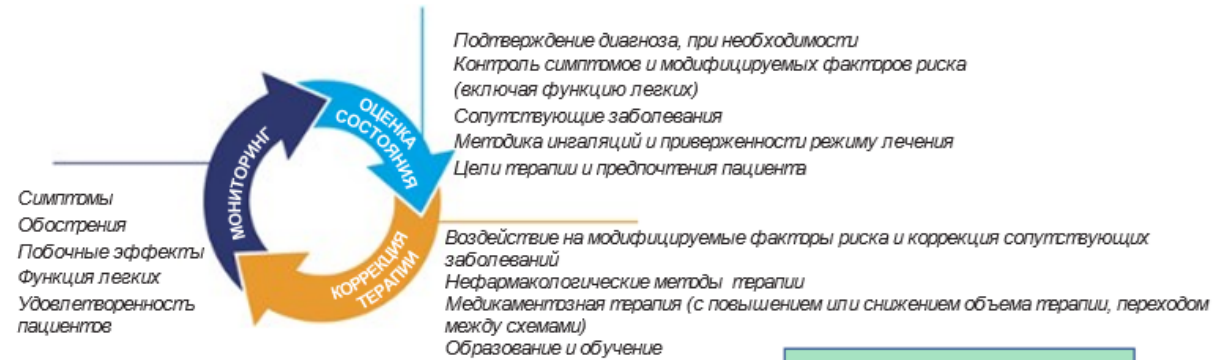 Подтверждение диагноза, при необходимости
Контроль симптомов и модифицируемых факторов риска
(включая функцию легких)
Сопутствующие заболевания
Методика ингаляций и приверженности режиму лечения
Цели терапии и предпочтения пациента
ОЦЕНКА
СОСТОЯНИЯ
МОНИТОРИНГ
Симптомы
Обострения
Побочные эффекты
Функция легких
Удовлетворенность
пациентов
КОРРЕКЦИЯ
ТЕРАПИИ
Воздействие на модифицируемые факторы риска и коррекция сопутствующих
заболеваний
Нефармакологические методы терапии
Медикаментозная терапия (с повышением или снижением объема терапии, переходом
между схемами)
Образование и обучение